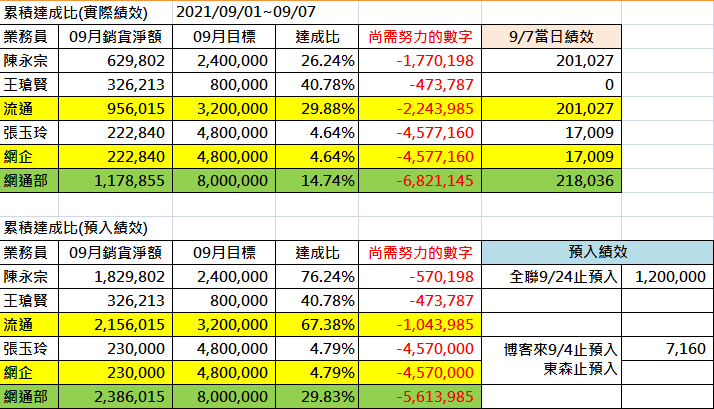 累積達成比(實際績效) 2021/09/01~09/07
業務員 09月銷貨淨額 09月目標 達成比 尚需努力的數字 9/7當日績效
陳永宗 629,802 2,400,000 26.24% -1,770,198 201,027
王瑲賢 326,213 800,000 40.78% -473,787 0
流通 956,015 3,200,000 29.88% -2,243,985 201,027
張玉玲 222,840 4,800,000 4.64% -4,577,160 17,009
網企 222,840 4,800,000 4.64% -4,577,160 17,009
網通部 1,178,855 8,000,000 14.74% -6,821,145 218,036
累積達成比(預入績效)
業務員 09月銷貨淨額 09月目標 達成比 尚需努力的數字 預入績效
陳永宗 1,829,802 2,400,000 76.24% -570,198 全聯9/24止預入 1,200,000
王瑲賢 326,213 800,000 40.78% -473,787
流通 2,156,015 3,200,000 67.38% -1,043,985
張玉玲 230,000 4,800,000 4.79% -4,570,000 博客來9/4止預入 7,160
網企 230,000 4,800,000 4.79% -4,570,000 東森止預入
網通部 2,386,015 8,000,000 29.83% -5,613,985